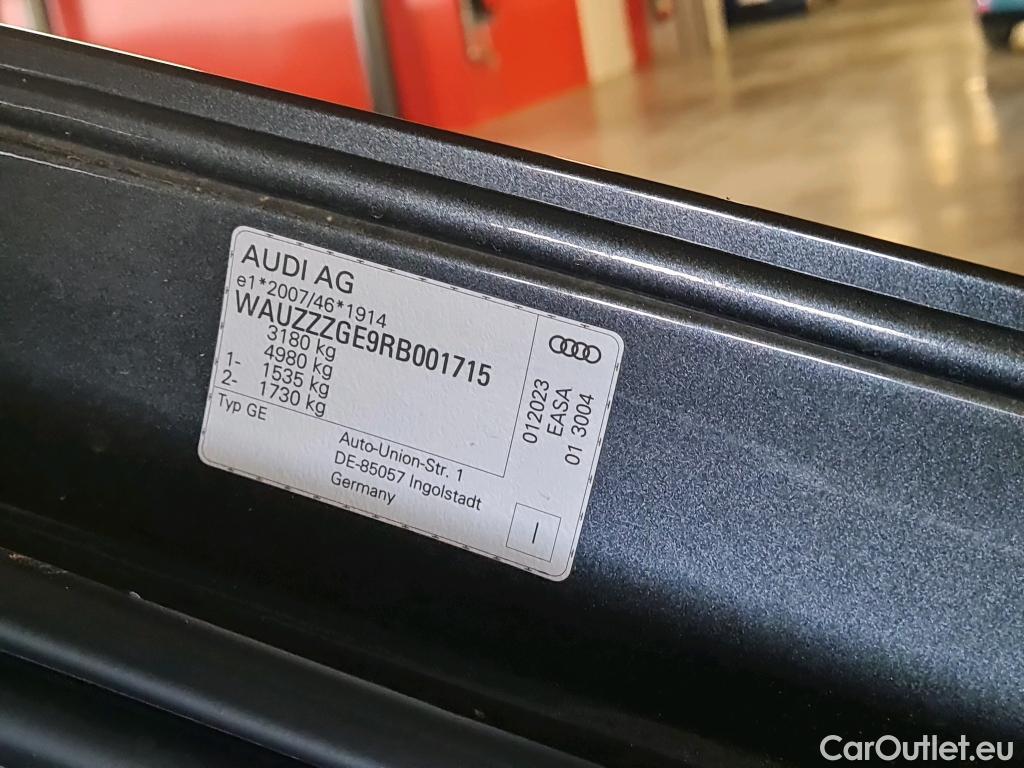 AUDI AG
e1*2007/46*1914
WAUZZZGE9RB001715
3180 kg
4980 kg
1- 1535 kg
2- 1730 kg
Typ GE
Auto-Union-Str. 1
DE-85057 Ingolstadt
Germany
012023
EASA
01 3004
I
CarOutlet.eu